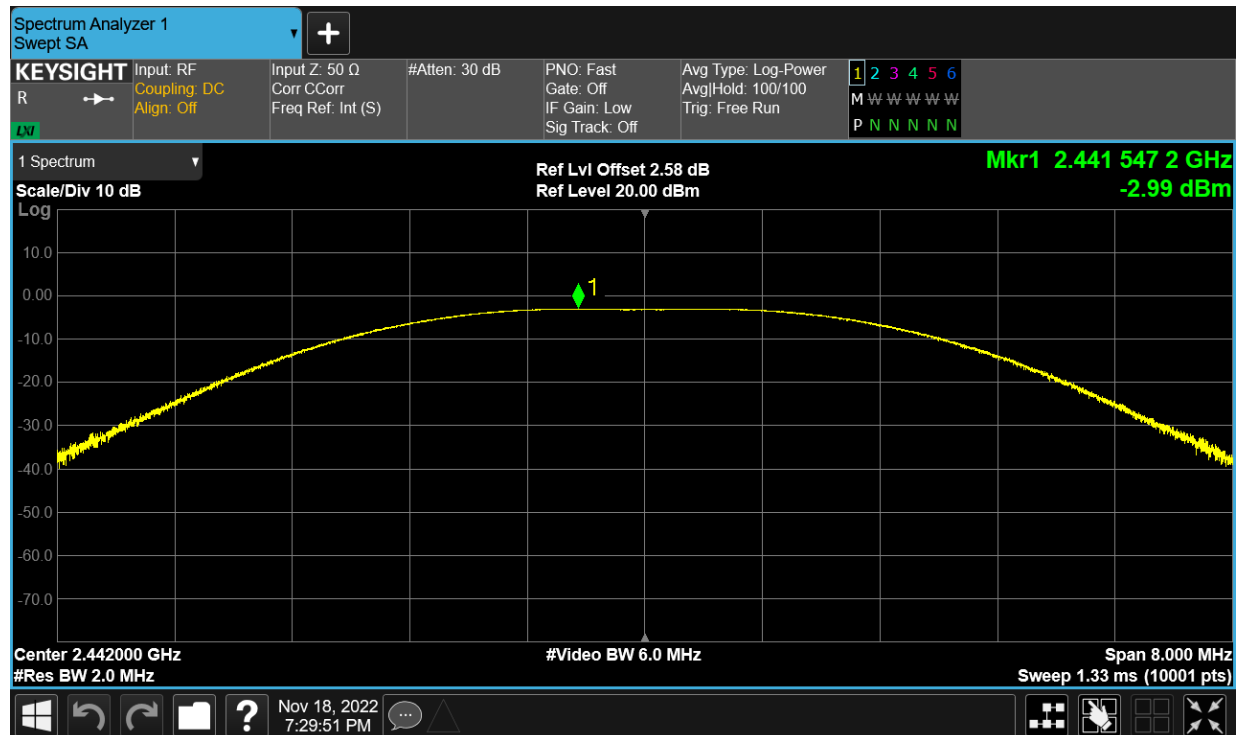 Spectrum Analyzer 1
Swept SA
KEYSIGHT
R
LXI
Input: RF
Coupling: DC
Align: Off
Input Z: 50 Ω
Corr CCorr
Freq Ref: Int (S)
#Atten: 30 dB
PNO: Fast
Gate: Off
IF Gain: Low
Sig Track: Off
Avg Type: Log-Power
Avg|Hold: 100/100
Trig: Free Run
1 2 3 4 5 6
M W W W W W
P N N N N N
1 Spectrum
Scale/Div 10 dB
Log
Ref Lvl Offset 2.58 dB
Ref Level 20.00 dBm
Mkr1 2.441 547 2 GHz
-2.99 dBm
10.0
0.00
-10.0
-20.0
-30.0
-40.0
-50.0
-60.0
-70.0
1
Center 2.442000 GHz
#Res BW 2.0 MHz
#Video BW 6.0 MHz
Span 8.000 MHz
Sweep 1.33 ms (10001 pts)
?
Nov 18, 2022
7:29:51 PM